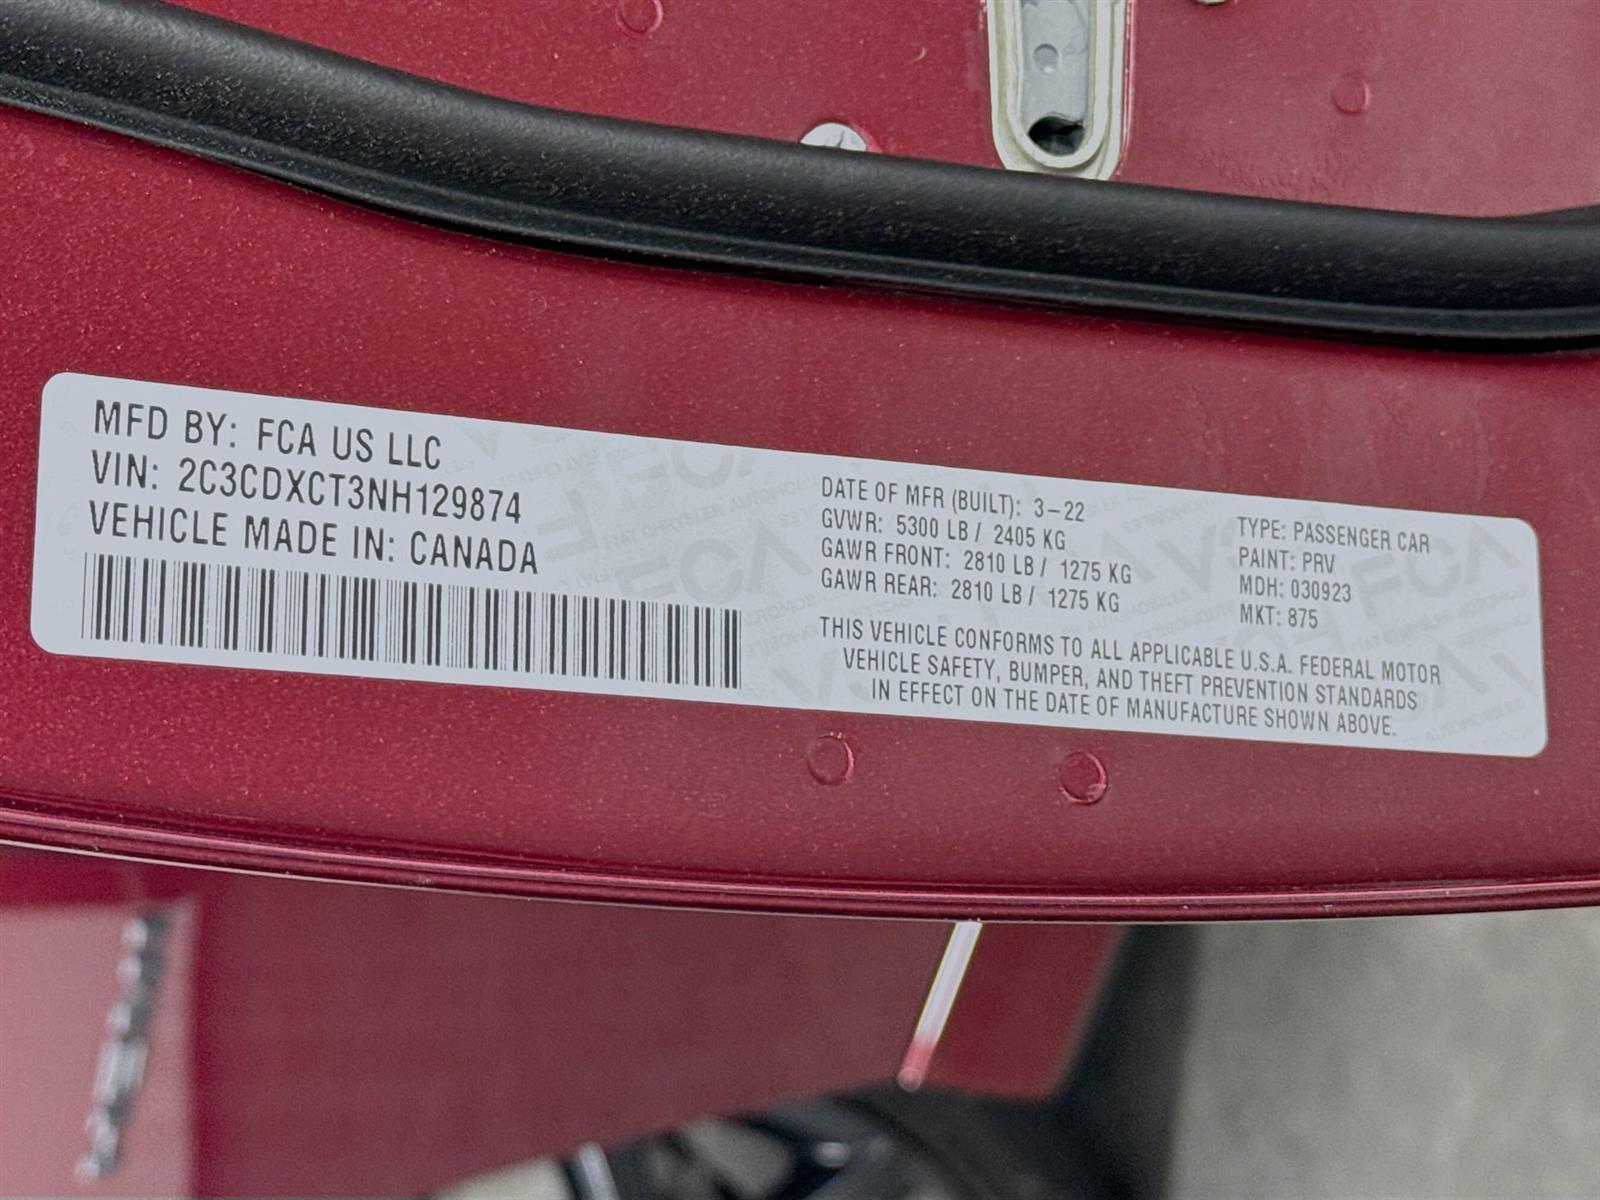 MFD BY: FCA US LLC
VIN: 2C3CDXCT3NH129874
VEHICLE MADE IN: CANADA
DATE OF MFR (BUILT): 3-22
GVWR: 5300 LB / 2405 KG
GAWR FRONT: 2810 LB / 1275 KG
GAWR REAR: 2810 LB / 1275 KG
TYPE: PASSENGER CAR
PAINT: PRV
MDH: 030923
MKT: 875
THIS VEHICLE CONFORMS TO ALL APPLICABLE U.S.A. FEDERAL MOTOR
VEHICLE SAFETY, BUMPER, AND THEFT PREVENTION STANDARDS
IN EFFECT ON THE DATE OF MANUFACTURE SHOWN ABOVE.